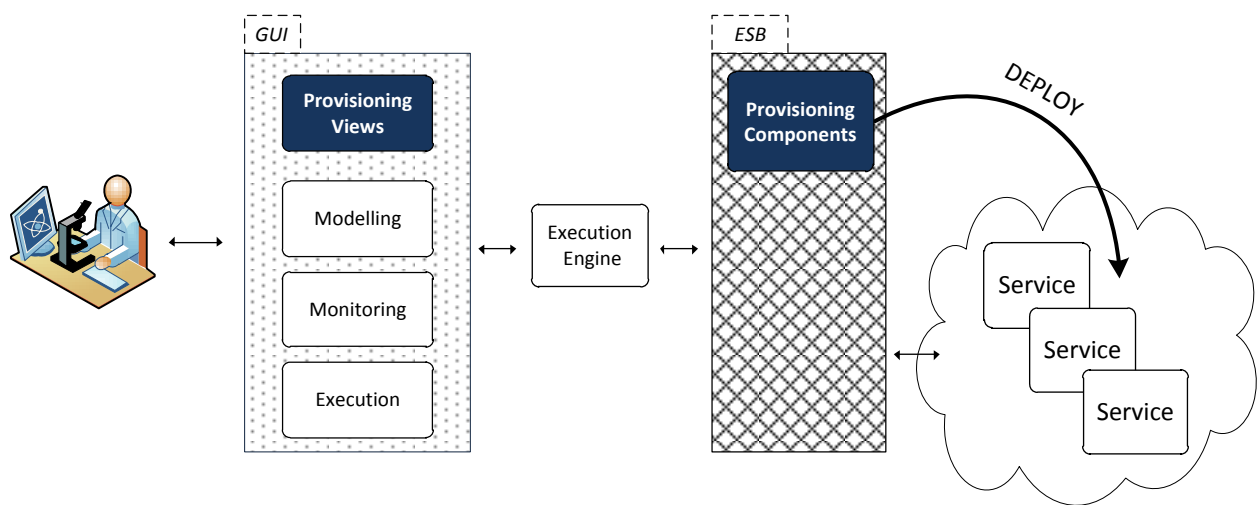 GUI
Provisioning
Views
Modelling
Monitoring
Execution
Execution
Engine
ESB
Provisioning
Components
DEPLOY
Service
Service
Service